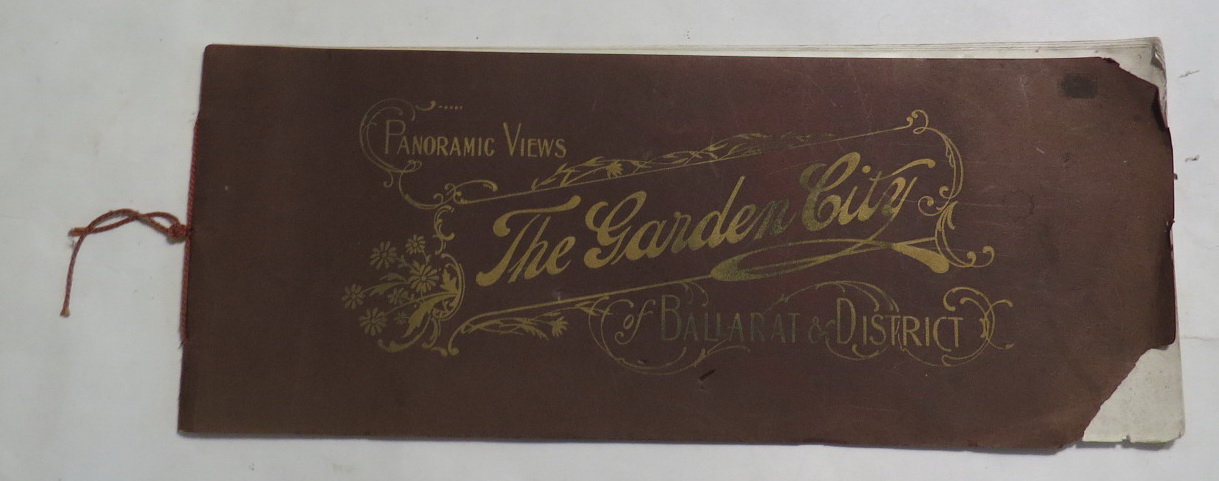 PANORAMIC VIEWS
The Garden City
of BALLARAT & DISTRICT